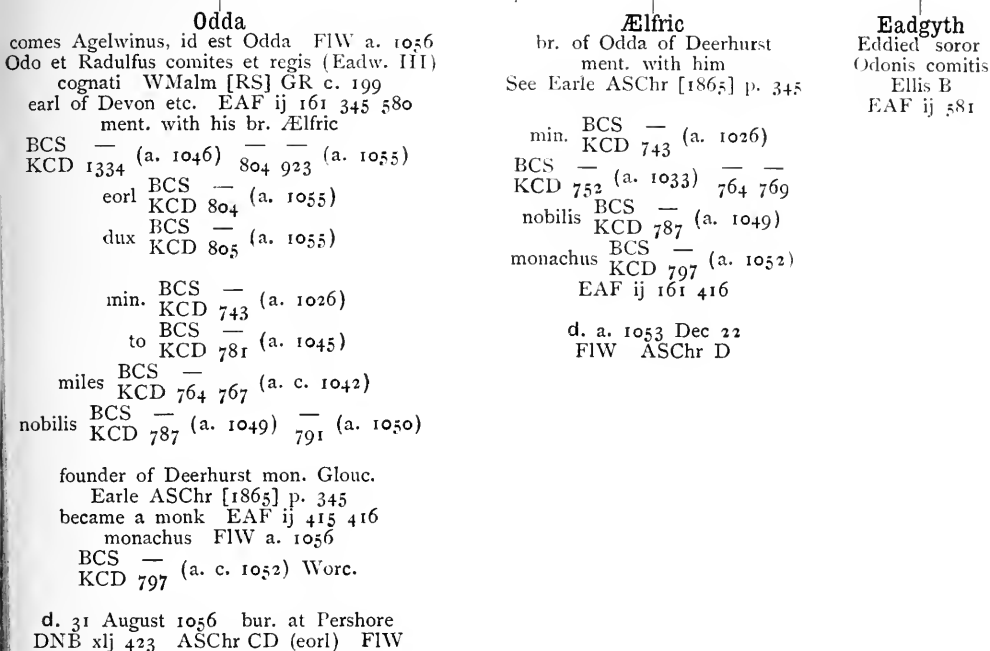 Odda
comes Agelwinus, id est Odda FlW a. 1056
Odo et Radulfus comites et regis (Eadw. III)
cognati WMalm [RS] GR c. 199
earl of Devon etc. EAF ij 161 345 580
ment. with his br. Ælfric
BCS — — —
KCD 1334 (a. 1046) 804 923 (a. 1055)
eorl BCS —
KCD 804 (a. 1055)
dux BCS —
KCD 805 (a. 1055)
min. BCS —
KCD 743 (a. 1026)
to BCS —
KCD 781 (a. 1045)
miles BCS —
KCD 764 767 (a. c. 1042)
nobilis BCS — —
KCD 787 (a. 1049) 791 (a. 1050)
founder of Deerhurst mon. Glouc.
Earle ASChr [1865] p. 345
became a monk EAF ij 415 416
monachus FlW a. 1056
BCS —
KCD 797 (a. c. 1052) Worc.
d. 31 August 1056 bur. at Pershore
DNB xlj 423 ASChr CD (eorl) FlW
Ælfric
br. of Odda of Deerhurst
ment. with him
See Earle ASChr [1865] p. 345
min. BCS —
KCD 743 (a. 1026)
BCS — — —
KCD 752 (a. 1033) 764 769
nobilis BCS —
KCD 787 (a. 1049)
monachus BCS —
KCD 797 (a. 1052)
EAF ij 161 416
d. a. 1053 Dec 22
FlW ASChr D
Eadgyth
Eddied soror
Odonis comitis
Ellis B
EAF ij 581